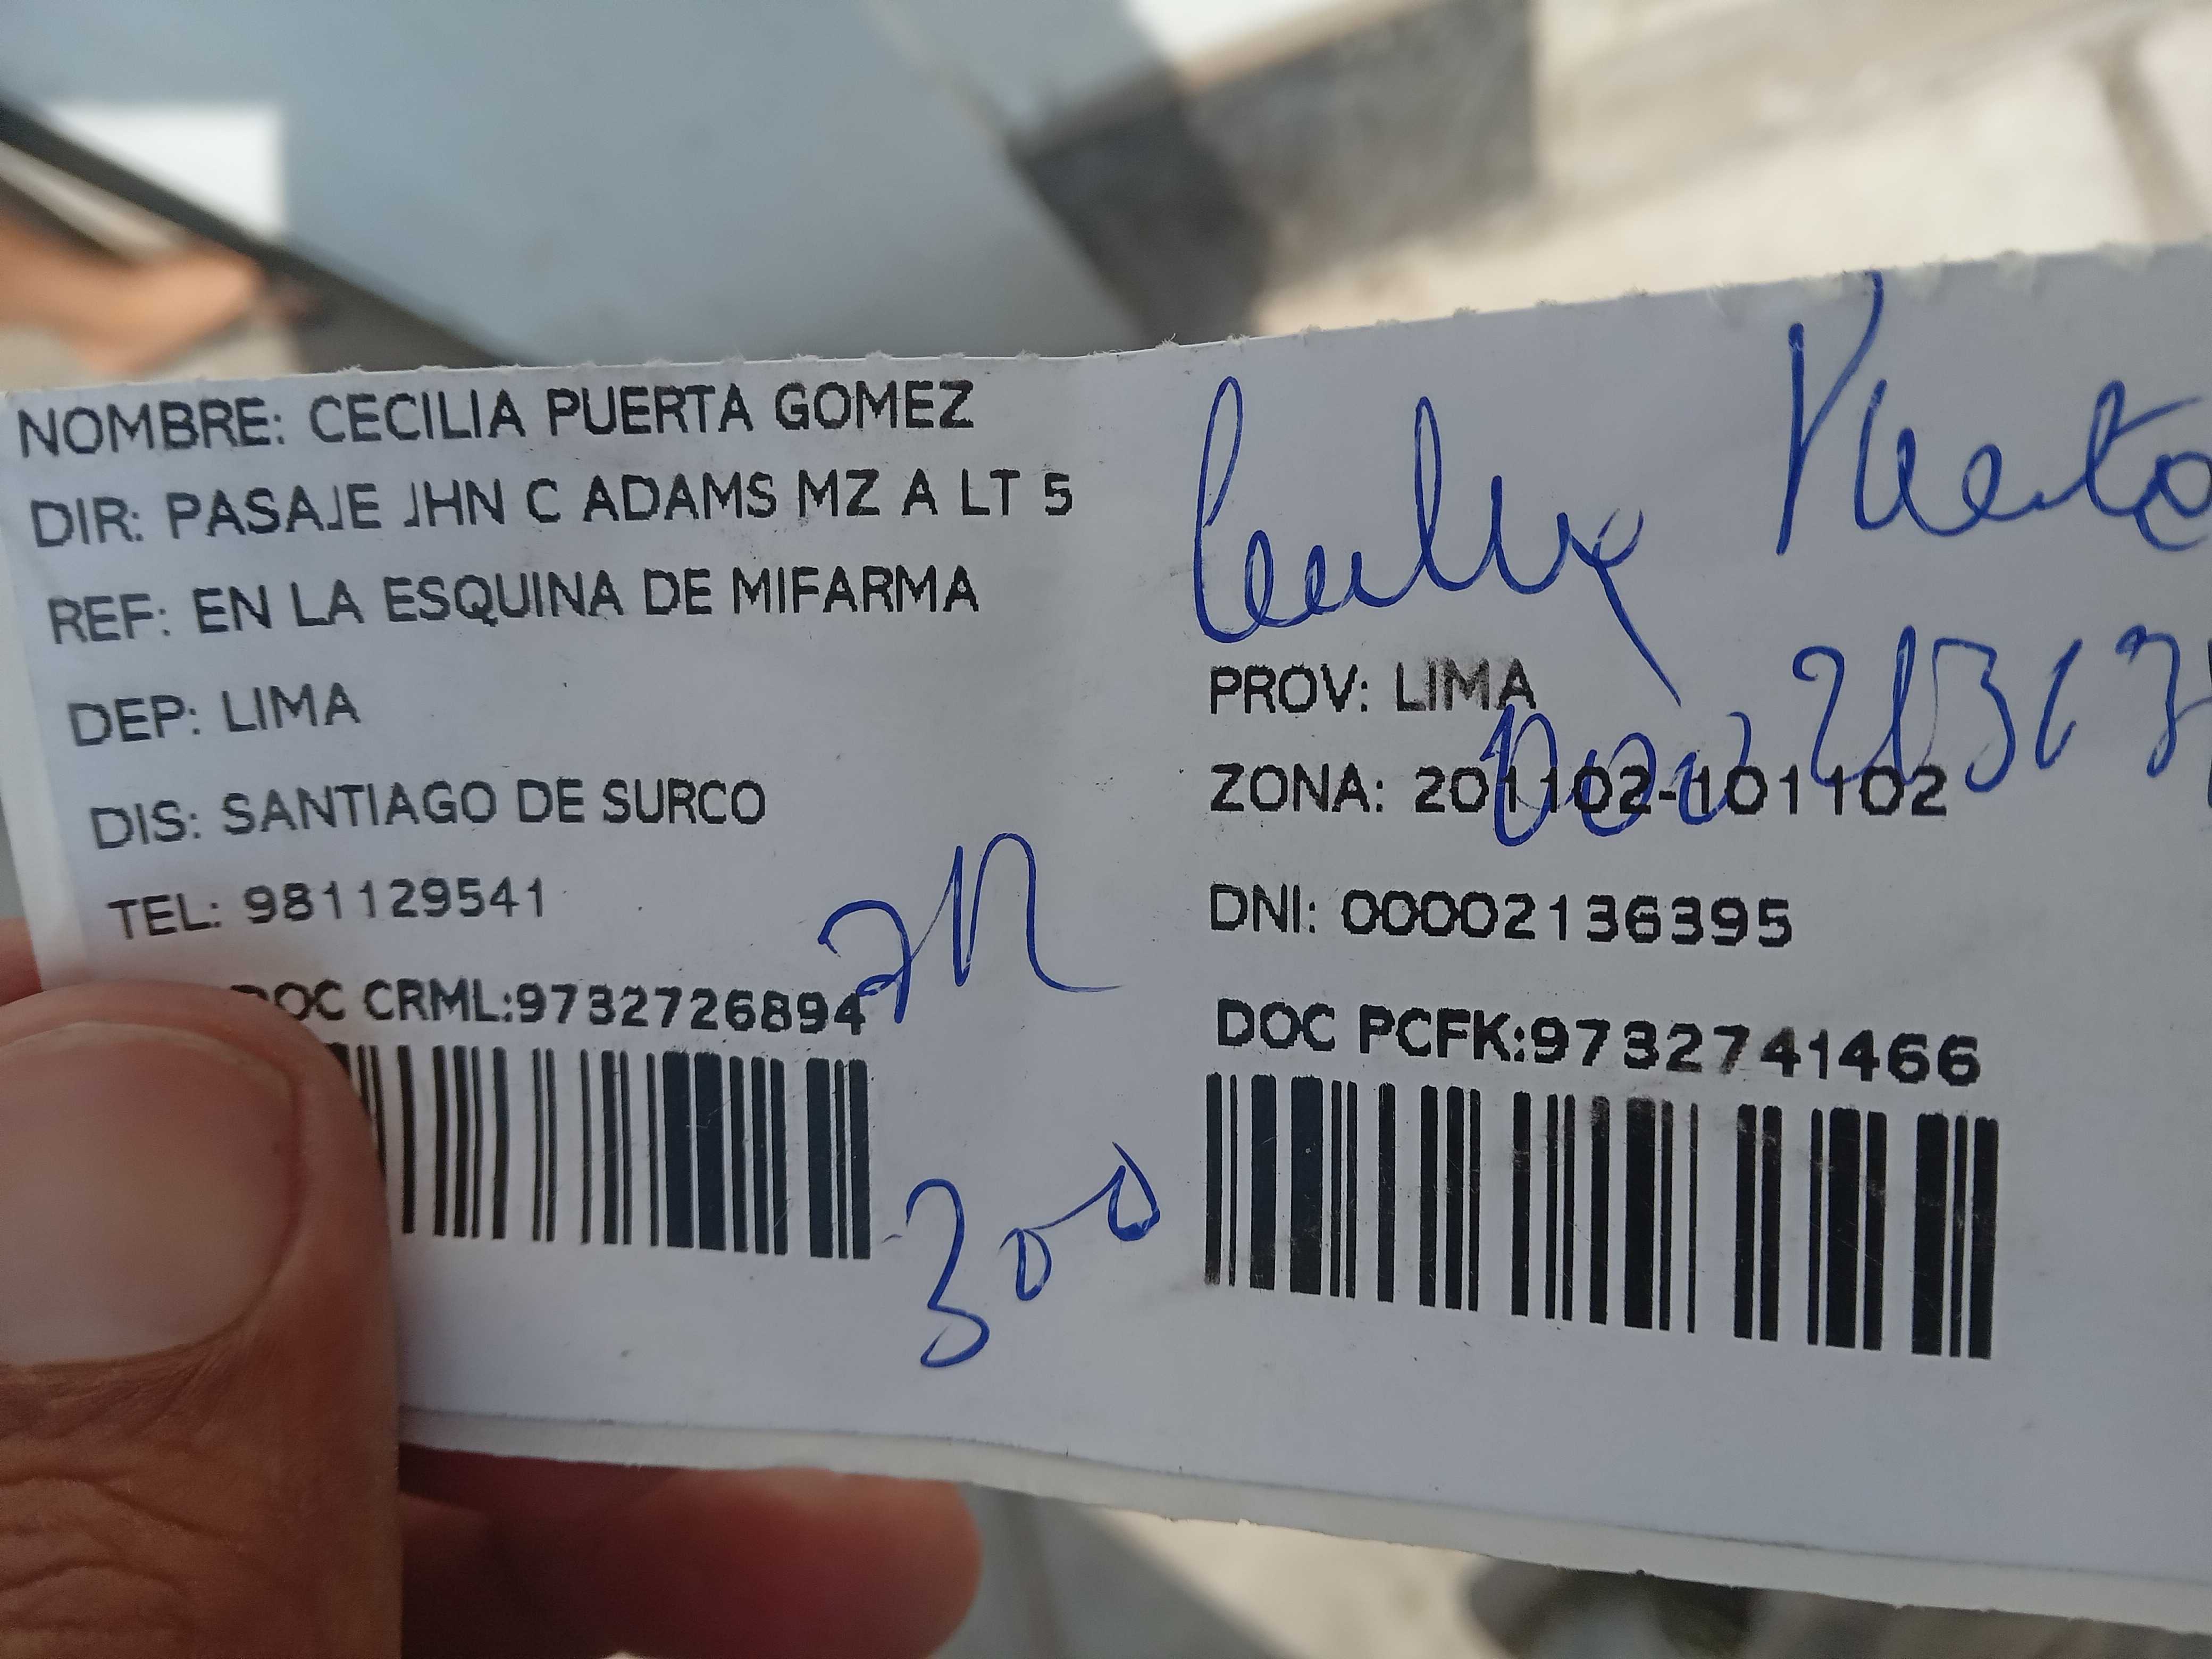 NOMBRE: CECILIA PUERTA GOMEZ
DIR: PASAJE JHN C ADAMS MZ A LT 5
REF: EN LA ESQUINA DE MIFARMA
DEP: LIMA
DIS: SANTIAGO DE SURCO
TEL: 981129541
DOC CRML:9732726894
300
Cecilia Puerta
PROV: LIMA
ZONA: 201102-101102
DNI: 00002136395
DOC PCFK:9732741466